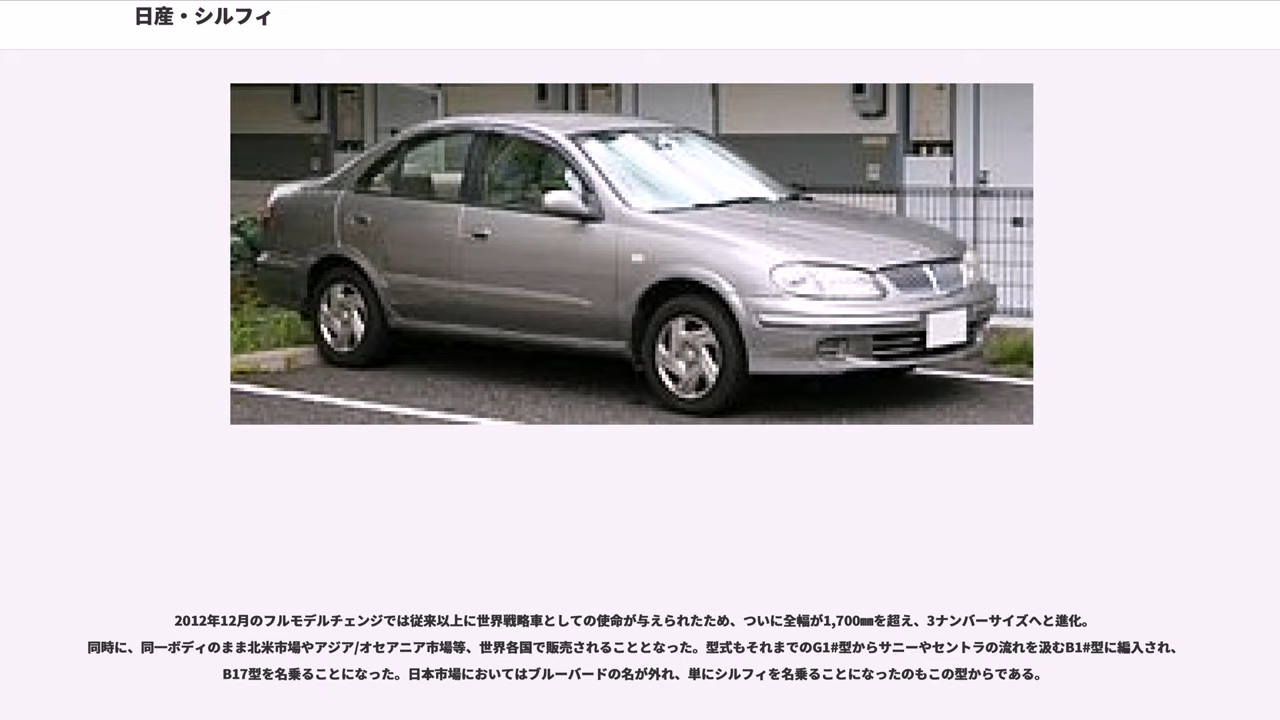 日産・シルフィ
2012年12月のフルモデルチェンジでは従来以上に世界戦略車としての使命が与えられたため、ついに全幅が1,700㎜を超え、3ナンバーサイズへと進化。
同時に、同一ボディのまま北米市場やアジア/オセアニア市場等、世界各国で販売されることとなった。型式もそれまでのG1#型からサニーやセントラの流れを汲むB1#型に編入され、
B17型を名乗ることになった。日本市場においてはブルーバードの名が外れ、単にシルフィを名乗ることになったのもこの型からである。